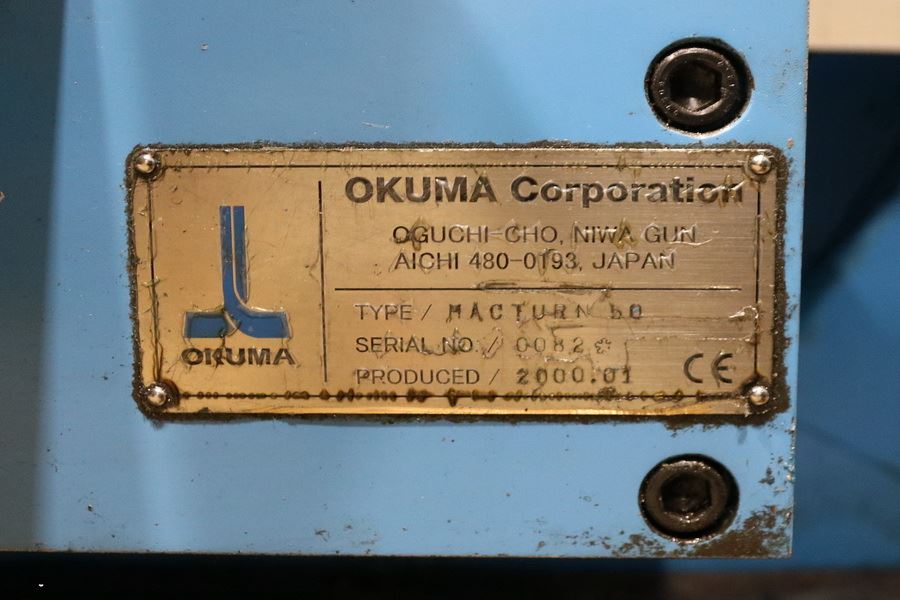 OKUMA
OKUMA Corporation
OGUCHI-CHO, NIWA GUN
AICHI 480-0193, JAPAN
TYPE / MACTURN 50
SERIAL NO. / 0082
PRODUCED / 2000.01
CE